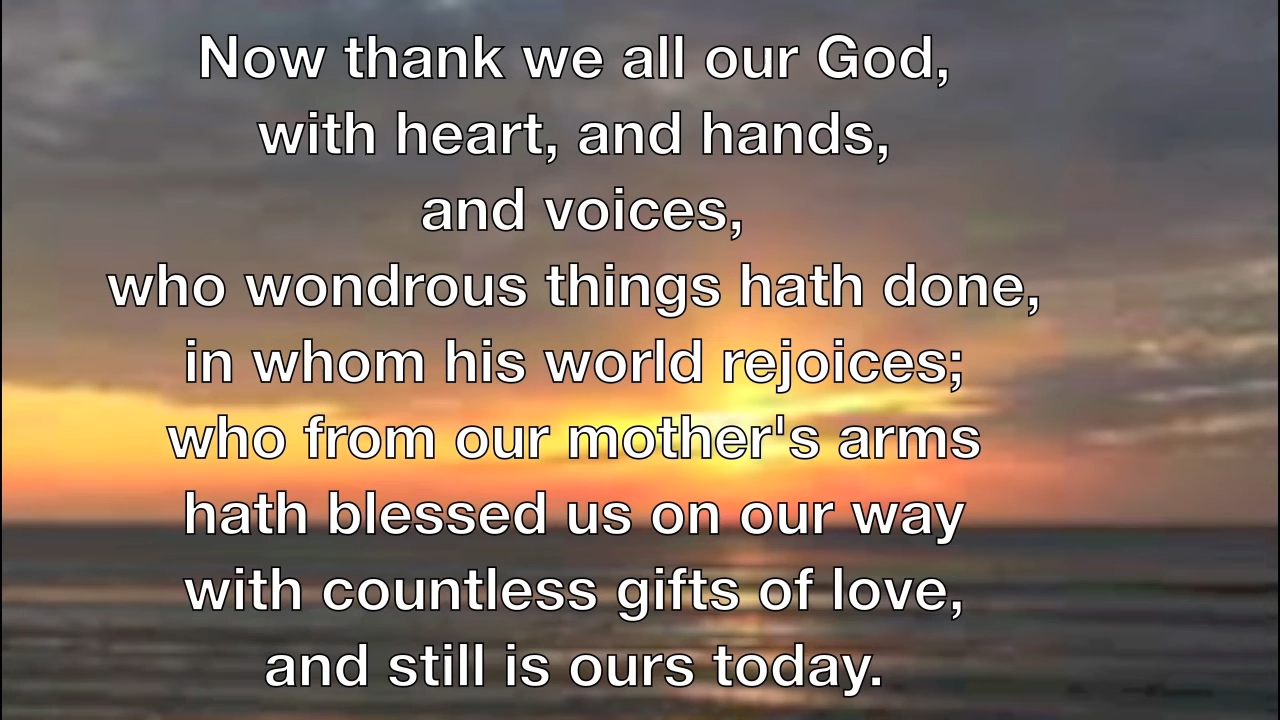 Now thank we all our God,
with heart, and hands,
and voices,
who wondrous things hath done,
in whom his world rejoices;
who from our mother's arms
hath blessed us on our way
with countless gifts of love,
and still is ours today.